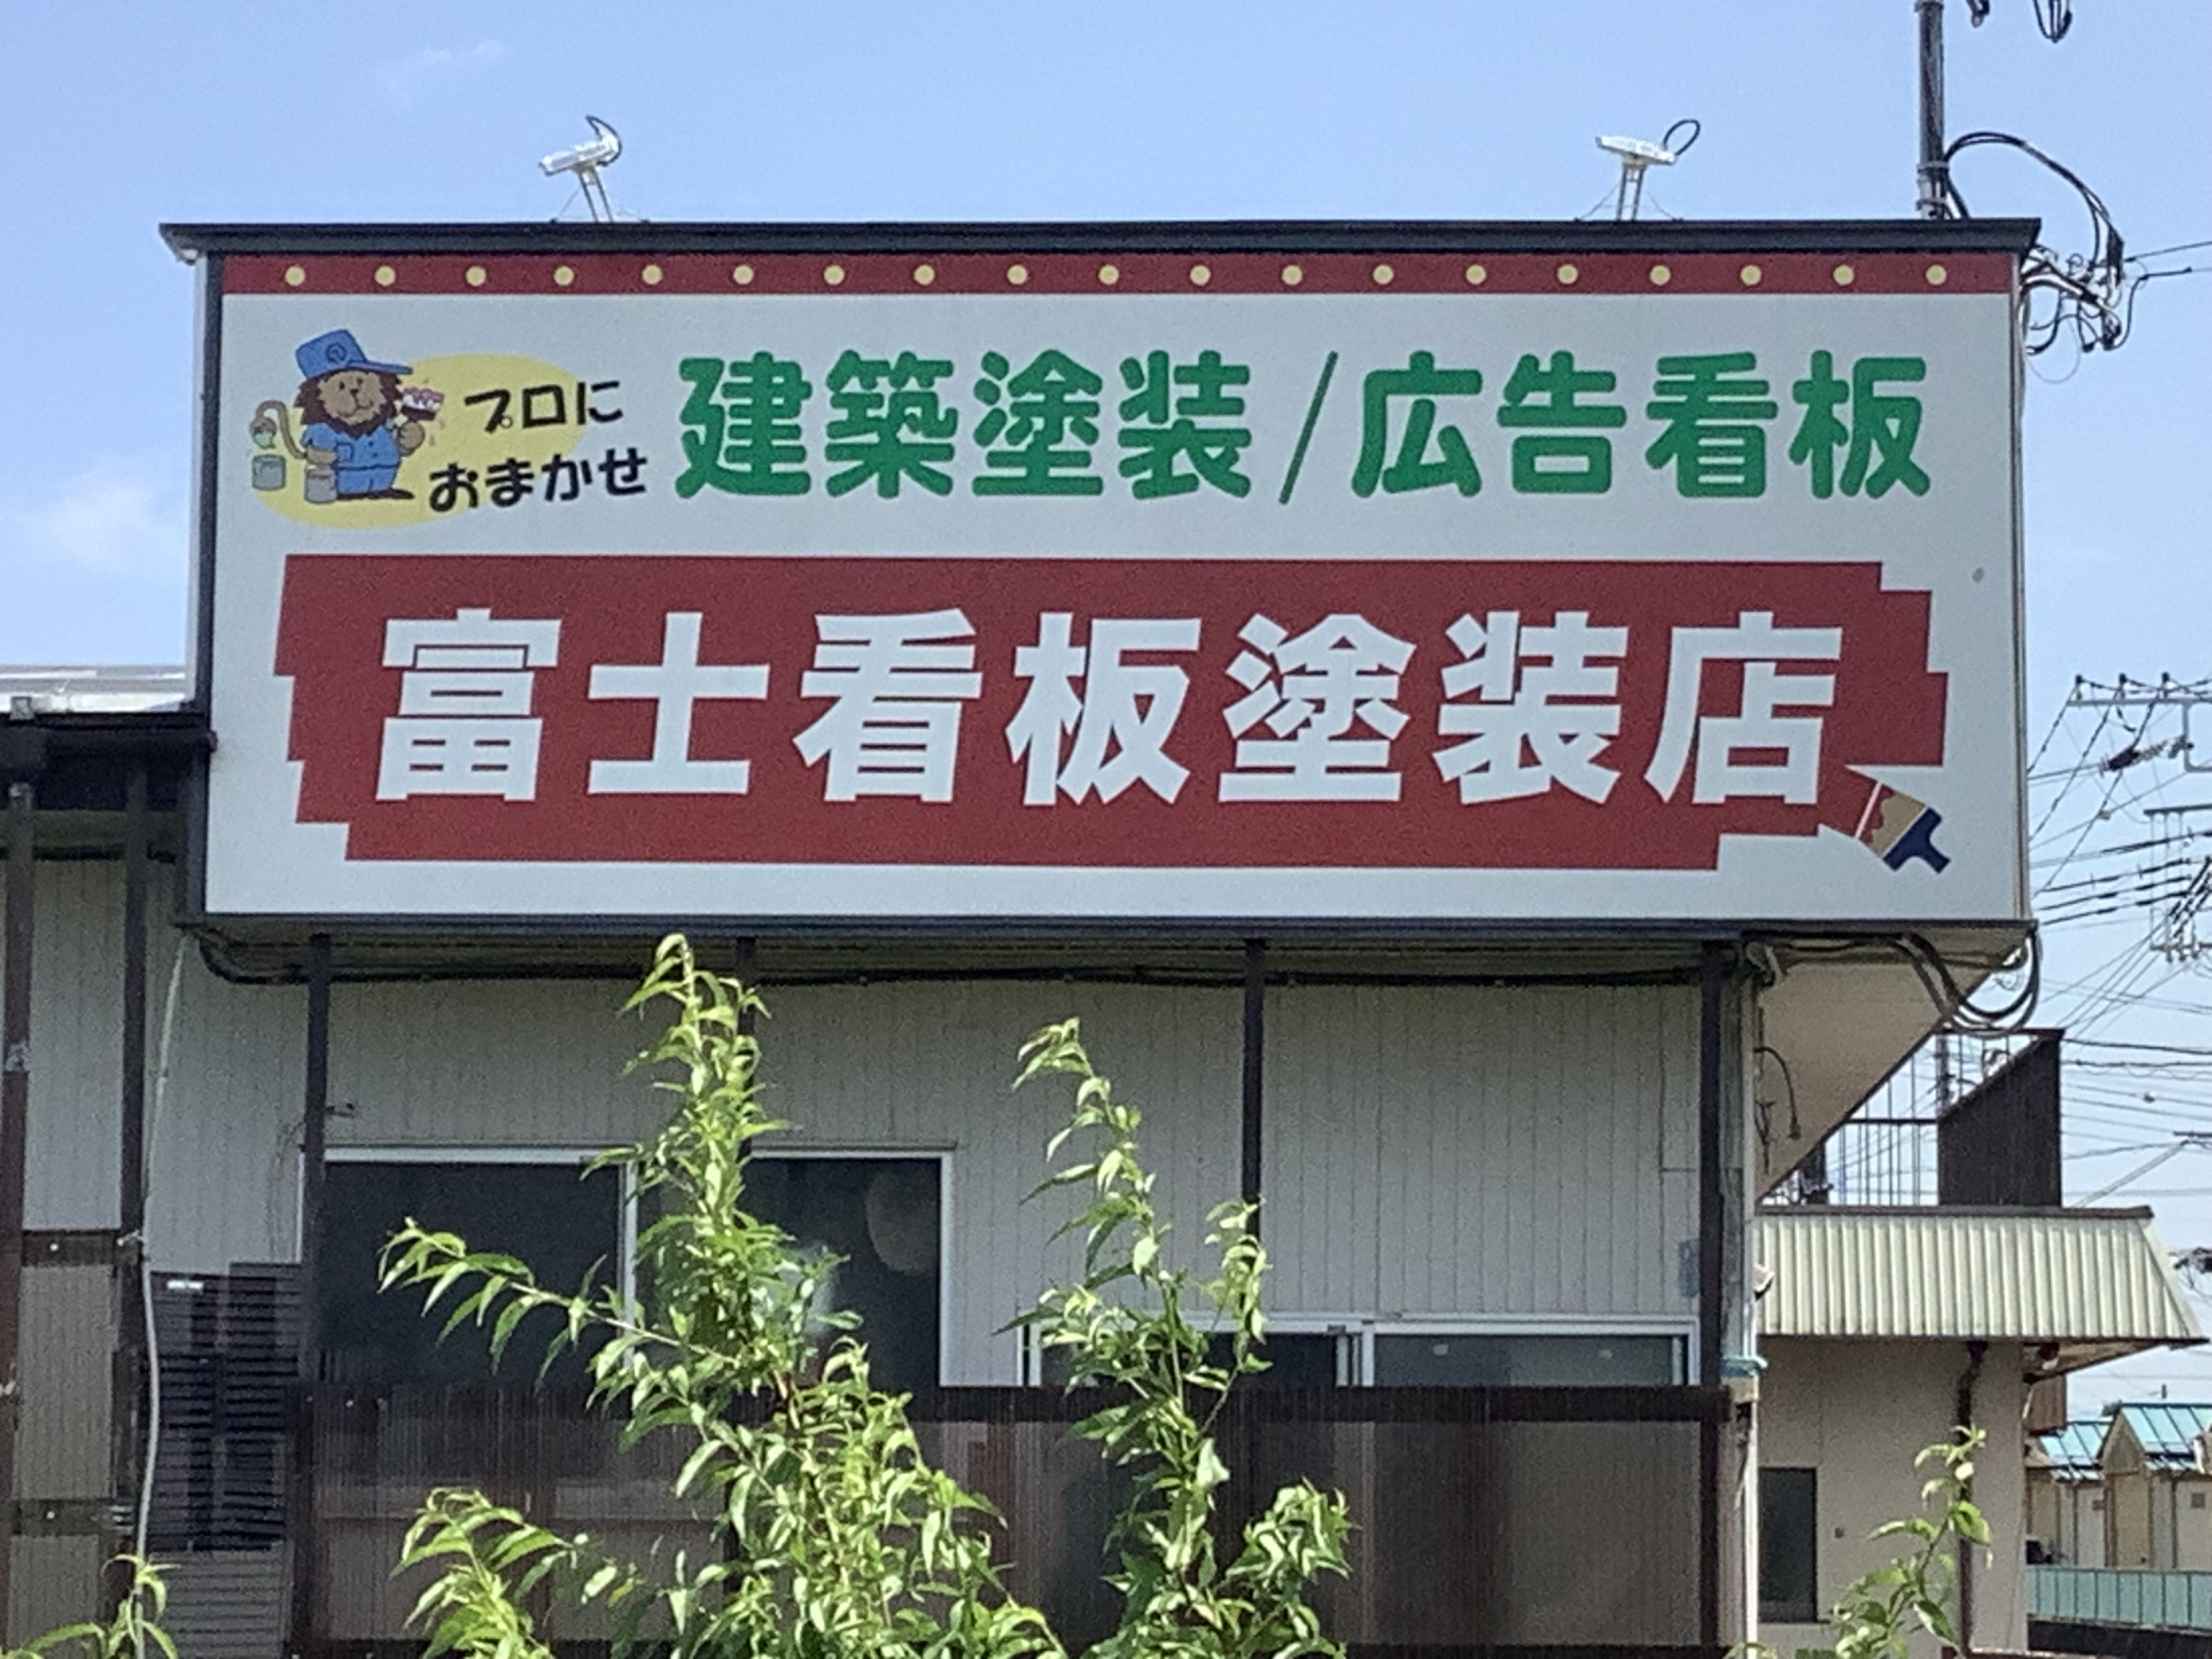 プロに
おまかせ
建築塗装/広告看板
富士看板塗装店